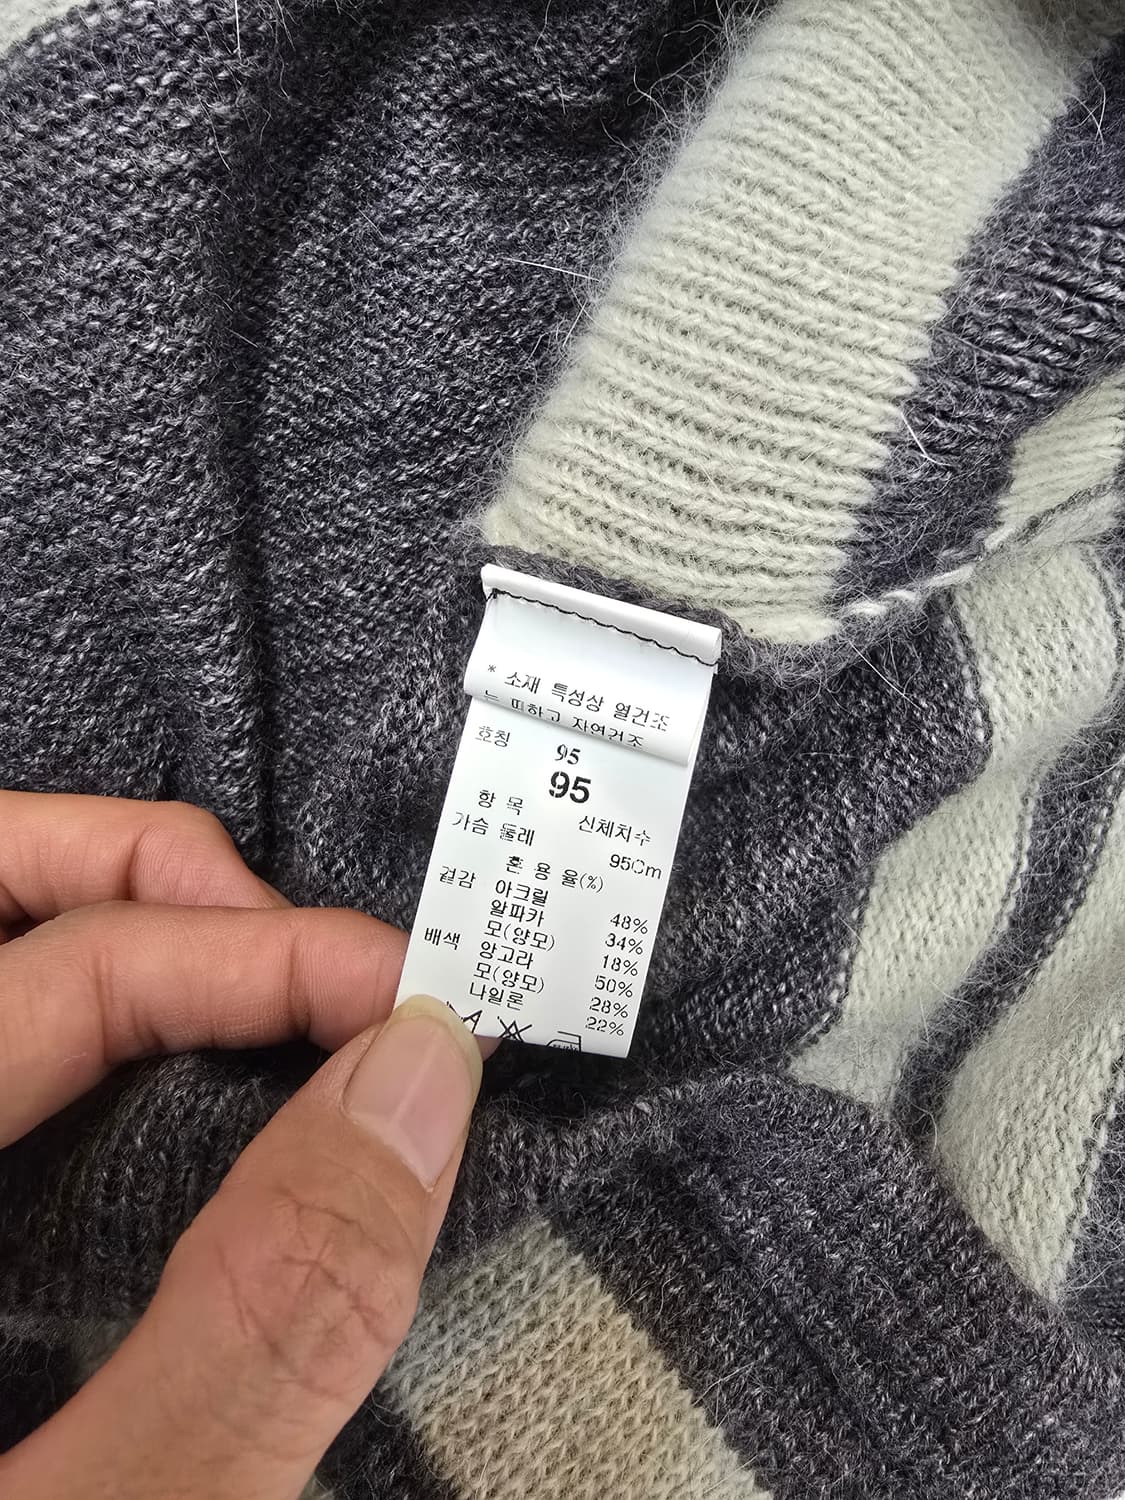 * 소재 특성상 열건조
는 피하고 자연건조
호칭 95
95
항 목 신체치수
가슴 둘레 95Cm
혼 용 율(%)
겉감 아크릴 48%
알파카 34%
모(양모) 18%
배색 앙고라 50%
모(양모) 28%
나일론 22%